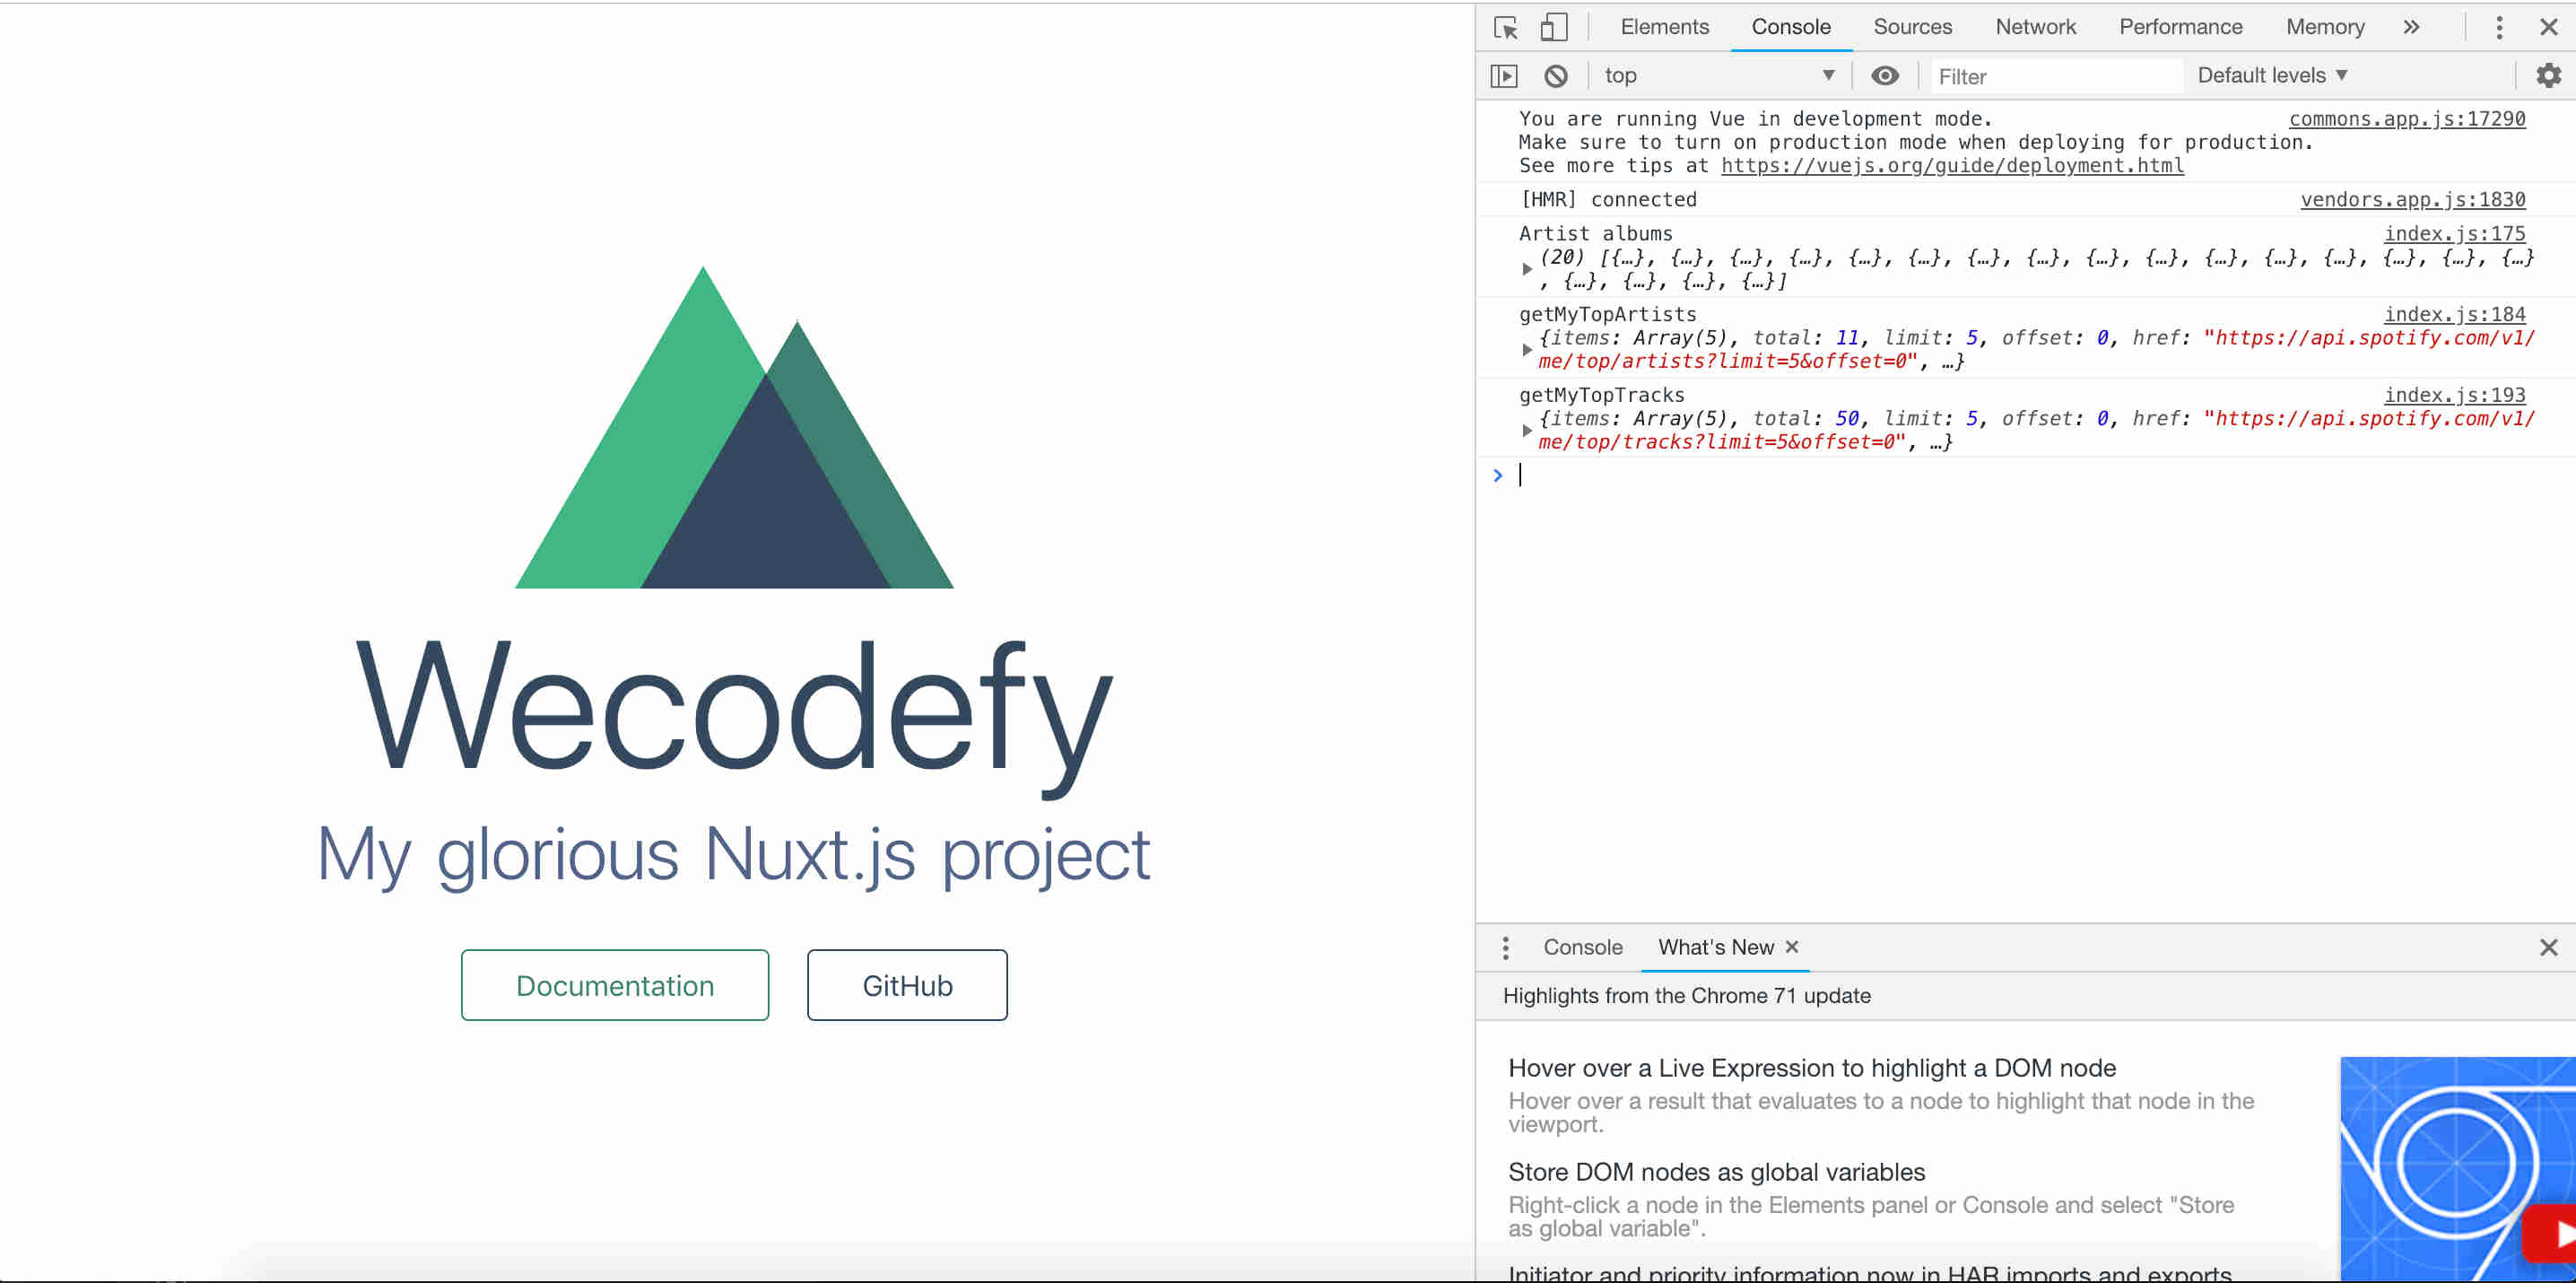 Wecodefy
My glorious Nuxt.js project
Documentation
GitHub
Elements Console Sources Network Performance Memory »
top ▼ Filter Default levels ▼
You are running Vue in development mode. commons.app.js:17290
Make sure to turn on production mode when deploying for production.
See more tips at https://vuejs.org/guide/deployment.html
[HMR] connected vendors.app.js:1830
Artist albums index.js:175
(20) [{…}, {…}, {…}, {…}, {…}, {…}, {…}, {…}, {…}, {…}, {…}, {…}, {…}, {…}, {…}, {…}
, {…}, {…}, {…}, {…}]
getMyTopArtists index.js:184
{items: Array(5), total: 11, limit: 5, offset: 0, href: "https://api.spotify.com/v1/
me/top/artists?limit=5&offset=0", …}
getMyTopTracks index.js:193
{items: Array(5), total: 50, limit: 5, offset: 0, href: "https://api.spotify.com/v1/
me/top/tracks?limit=5&offset=0", …}
>
Console What's New ×
Highlights from the Chrome 71 update
Hover over a Live Expression to highlight a DOM node
Hover over a result that evaluates to a node to highlight that node in the
viewport.
Store DOM nodes as global variables
Right-click a node in the Elements panel or Console and select "Store
as global variable".
Initiator and priority information now in HAR imports and exports